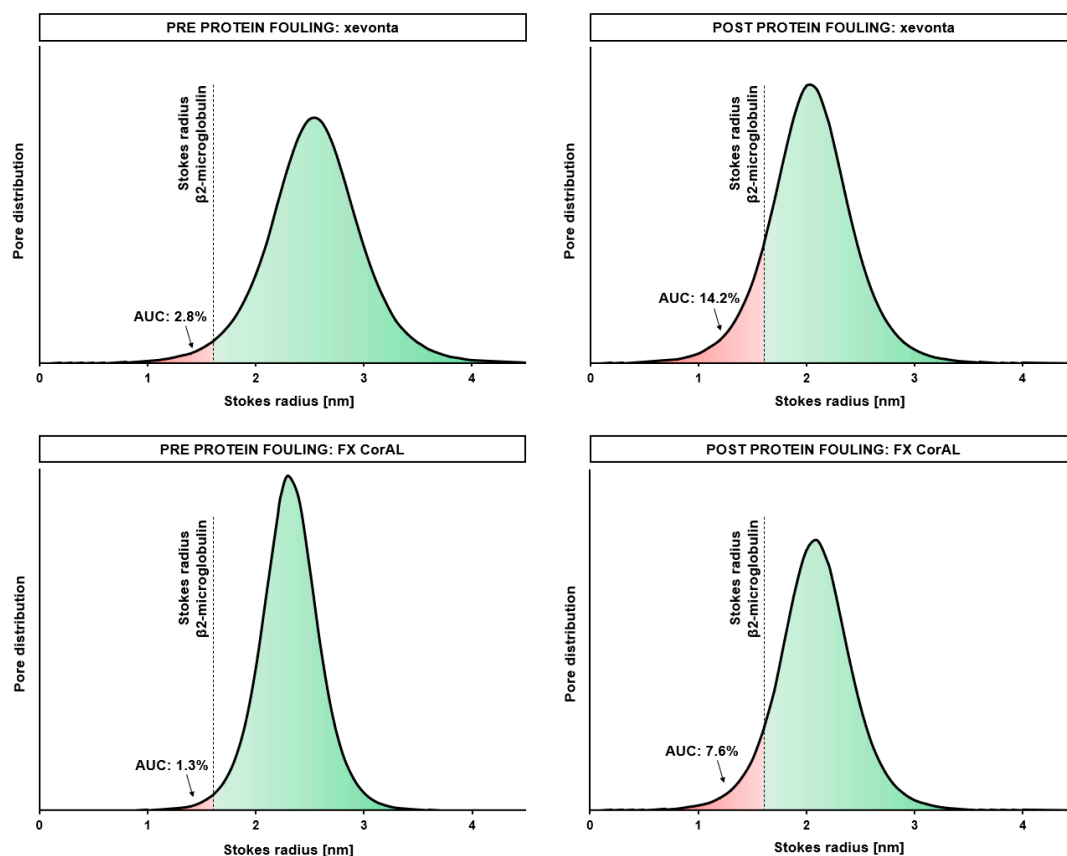 PRE PROTEIN FOULING: xevonta
Pore distribution
Stokes radius
β2-microglobulin
AUC: 2.8%
0 1 2 3 4
Stokes radius [nm]
POST PROTEIN FOULING: xevonta
Pore distribution
Stokes radius
β2-microglobulin
AUC: 14.2%
0 1 2 3 4
Stokes radius [nm]
PRE PROTEIN FOULING: FX CorAL
Pore distribution
Stokes radius
β2-microglobulin
AUC: 1.3%
0 1 2 3 4
Stokes radius [nm]
POST PROTEIN FOULING: FX CorAL
Pore distribution
Stokes radius
β2-microglobulin
AUC: 7.6%
0 1 2 3 4
Stokes radius [nm]